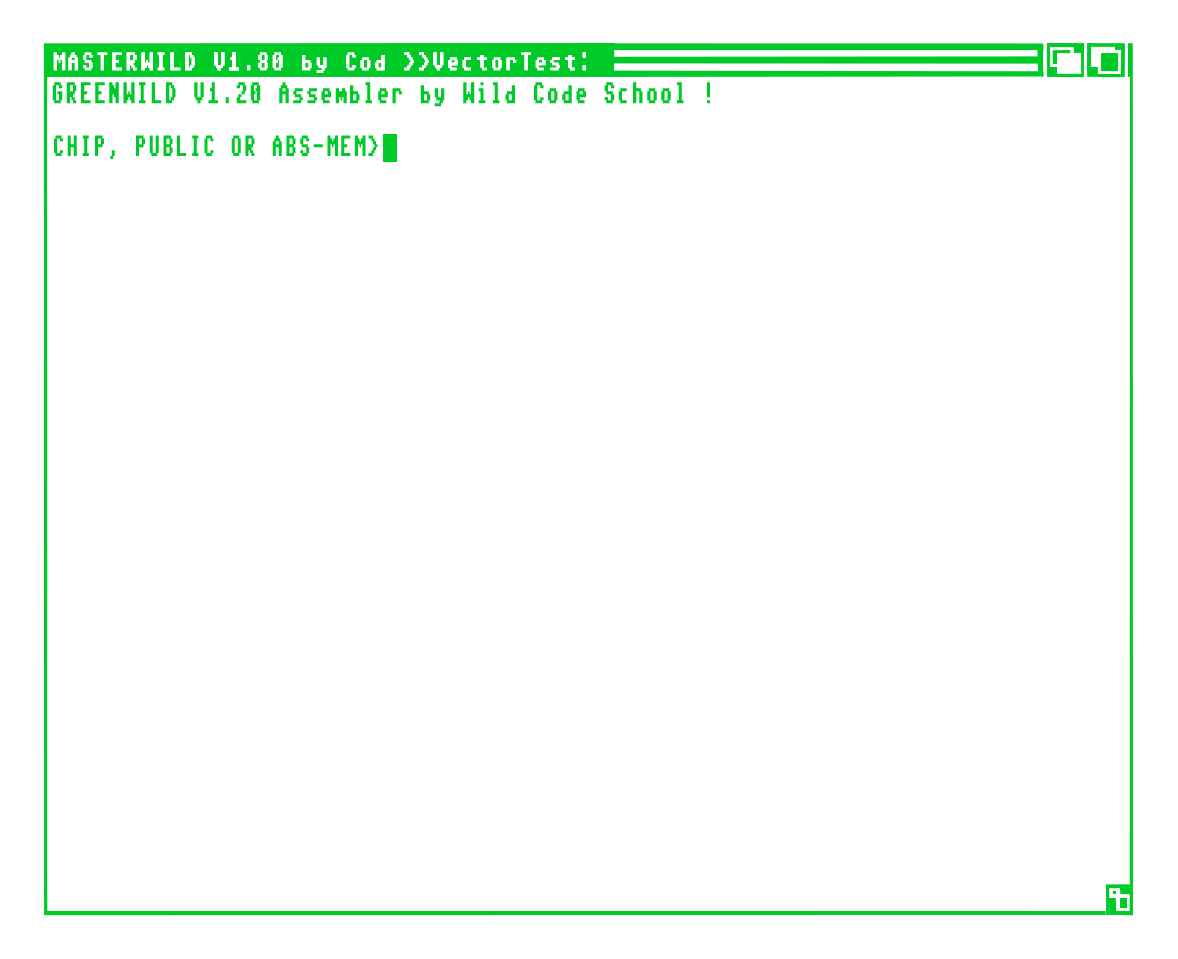 MASTERWILD V1.80 by Cod >>VectorTest:
GREENWILD V1.20 Assembler by Wild Code School !
CHIP, PUBLIC OR ABS-MEM>